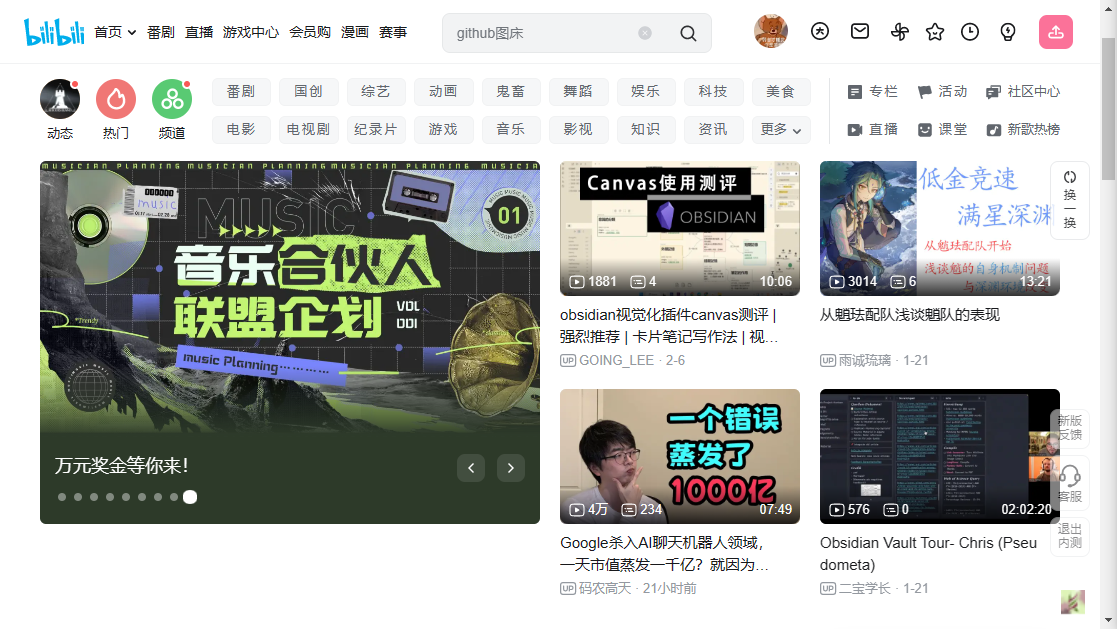 bilibili 首页 番剧 直播 游戏中心 会员购 漫画 赛事
github图床
动态 热门 频道
番剧 国创 综艺 动画 鬼畜 舞蹈 娱乐 科技 美食
电影 电视剧 纪录片 游戏 音乐 影视 知识 资讯 更多
专栏 活动 社区中心
直播 课堂 新歌热榜
MUSIC
music
01
音乐合伙人
联盟企划
VOL
001
music Planning
万元奖金等你来!
Canvas使用测评
OBSIDIAN
1881 4 10:06
obsidian视觉化插件canvas测评 |
强烈推荐 | 卡片笔记写作法 | 视…
UP GOING_LEE · 2-6
低金竞速
满星深渊
从魈珐配队开始
浅谈魈的自身机制问题
3014 6 13:21
从魈珐配队浅谈魈队的表现
UP 雨诚琉璃 · 1-21
换
一
换
一个错误
蒸发了
1000亿
4万 234 07:49
Google杀入AI聊天机器人领域,
一天市值蒸发一千亿? 就因为…
UP 码农高天 · 21小时前
576 0 02:02:20
Obsidian Vault Tour- Chris (Pseu
dometa)
UP 二宝学长 · 1-21
新版
反馈
客服
退出
内测